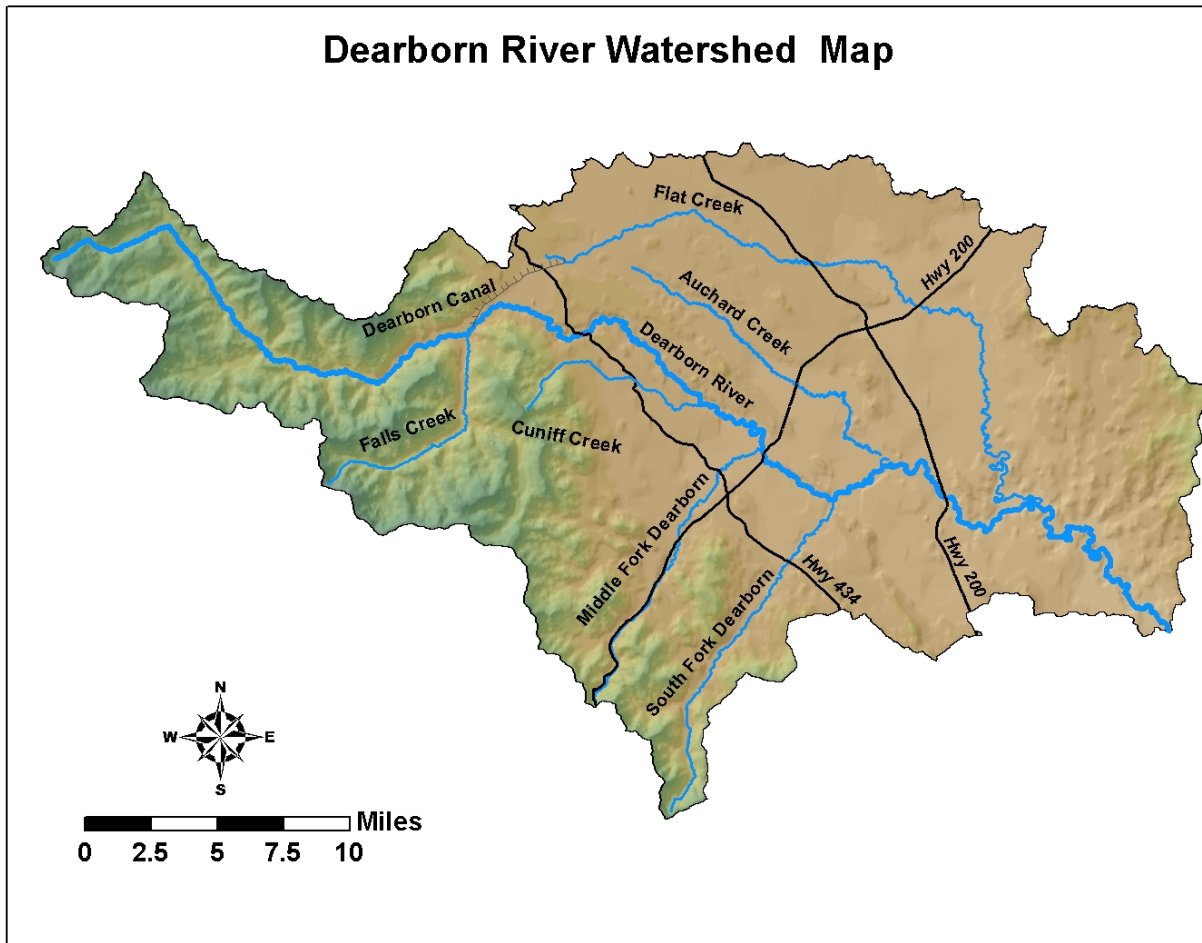 Dearborn River Watershed Map
Flat Creek
Hwy 200
Auchard Creek
Dearborn Canal
Dearborn River
Falls Creek
Cuniff Creek
Middle Fork Dearborn
Hwy 434
Hwy 200
South Fork Dearborn
N
W E
S
Miles
0 2.5 5 7.5 10